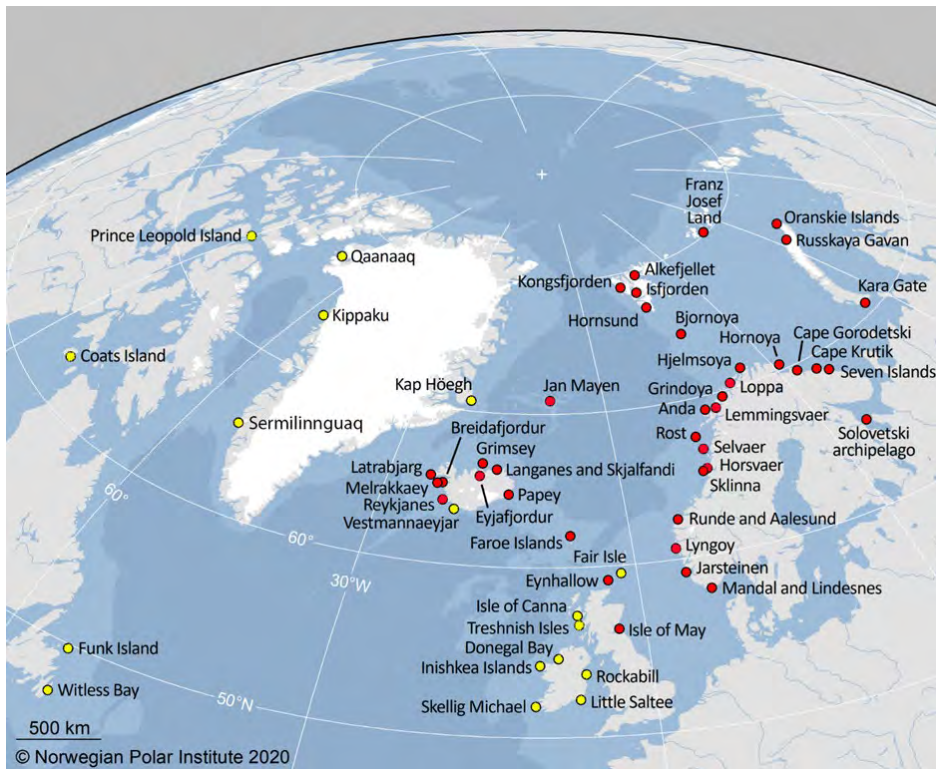 Franz
Josef
Land
Oranskie Islands
Prince Leopold Island
Russkaya Gavan
Qaanaaq
Alkefjellet
Kongsfjorden
Isfjorden
Kara Gate
Hornsund
Kippaku
Bjornoya
Hornoya
Cape Gorodetski
Cape Krutik
Coats Island
Hjelmsoya
Seven Islands
Kap Höegh
Jan Mayen
Loppa
Grindoya
Anda
Lemmingsvaer
Sermilinnguaq
Breidafjordur
Solovetski
archipelago
Rost
Selvaer
Grimsey
Latrabjarg
Langanes and Skjalfandi
Horsvaer
Melrakkaey
Sklinna
60°
Reykjanes
Papey
Vestmannaeyjar
Eyjafjordur
Runde and Aalesund
60°
Faroe Islands
Lyngoy
Fair Isle
30°W
Eynhallow
Jarsteinen
Mandal and Lindesnes
Isle of Canna
Treshnish Isles
Isle of May
Funk Island
Donegal Bay
Inishkea Islands
Rockabill
Witless Bay
50°N
Skellig Michael
Little Saltee
500 km
© Norwegian Polar Institute 2020